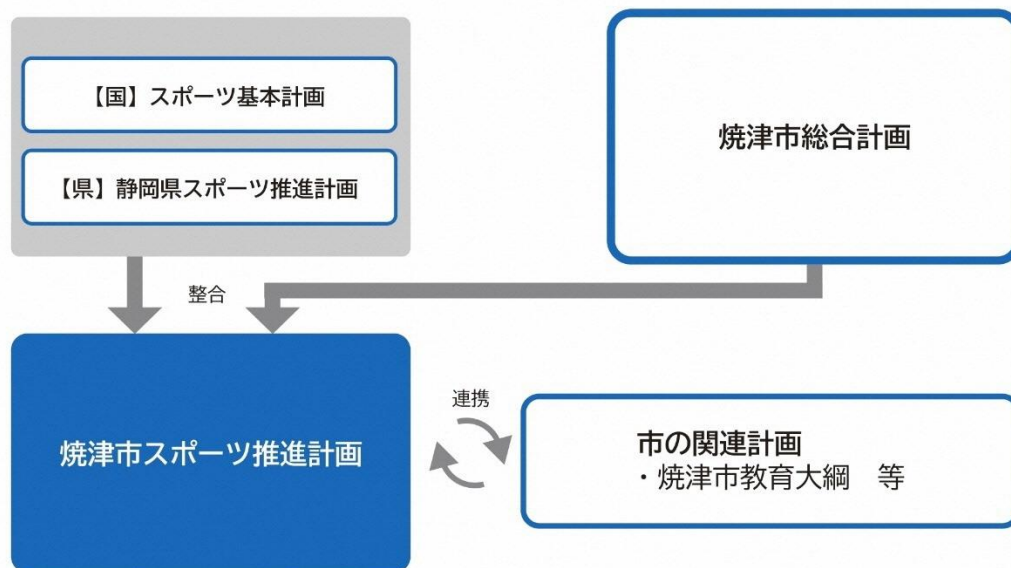 【国】スポーツ基本計画
【県】静岡県スポーツ推進計画
焼津市総合計画
整合
焼津市スポーツ推進計画
連携
市の関連計画
・焼津市教育大綱　等